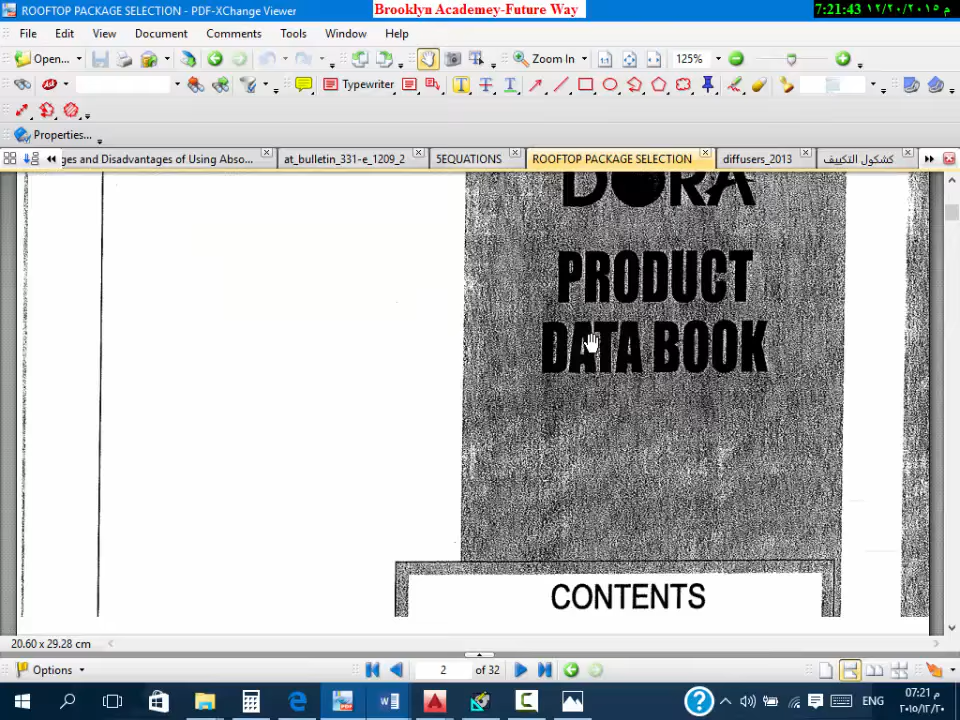 ROOFTOP PACKAGE SELECTION - PDF-XChange Viewer
Brooklyn Academey-Future Way
م 7:21:43 ١٢/٢٠/٢٠١٥
File Edit View Document Comments Tools Window Help
Open... Zoom In 125%
Typewriter
Properties...
ges and Disadvantages of Using Abso... at_bulletin_331-e_1209_2 5EQUATIONS ROOFTOP PACKAGE SELECTION diffusers_2013 كشكول التكييف
DORA
PRODUCT
DATA BOOK
CONTENTS
20.60 x 29.28 cm
Options 2 of 32
ENG
07:21 م
٢٠١٥/١٢/٢٠